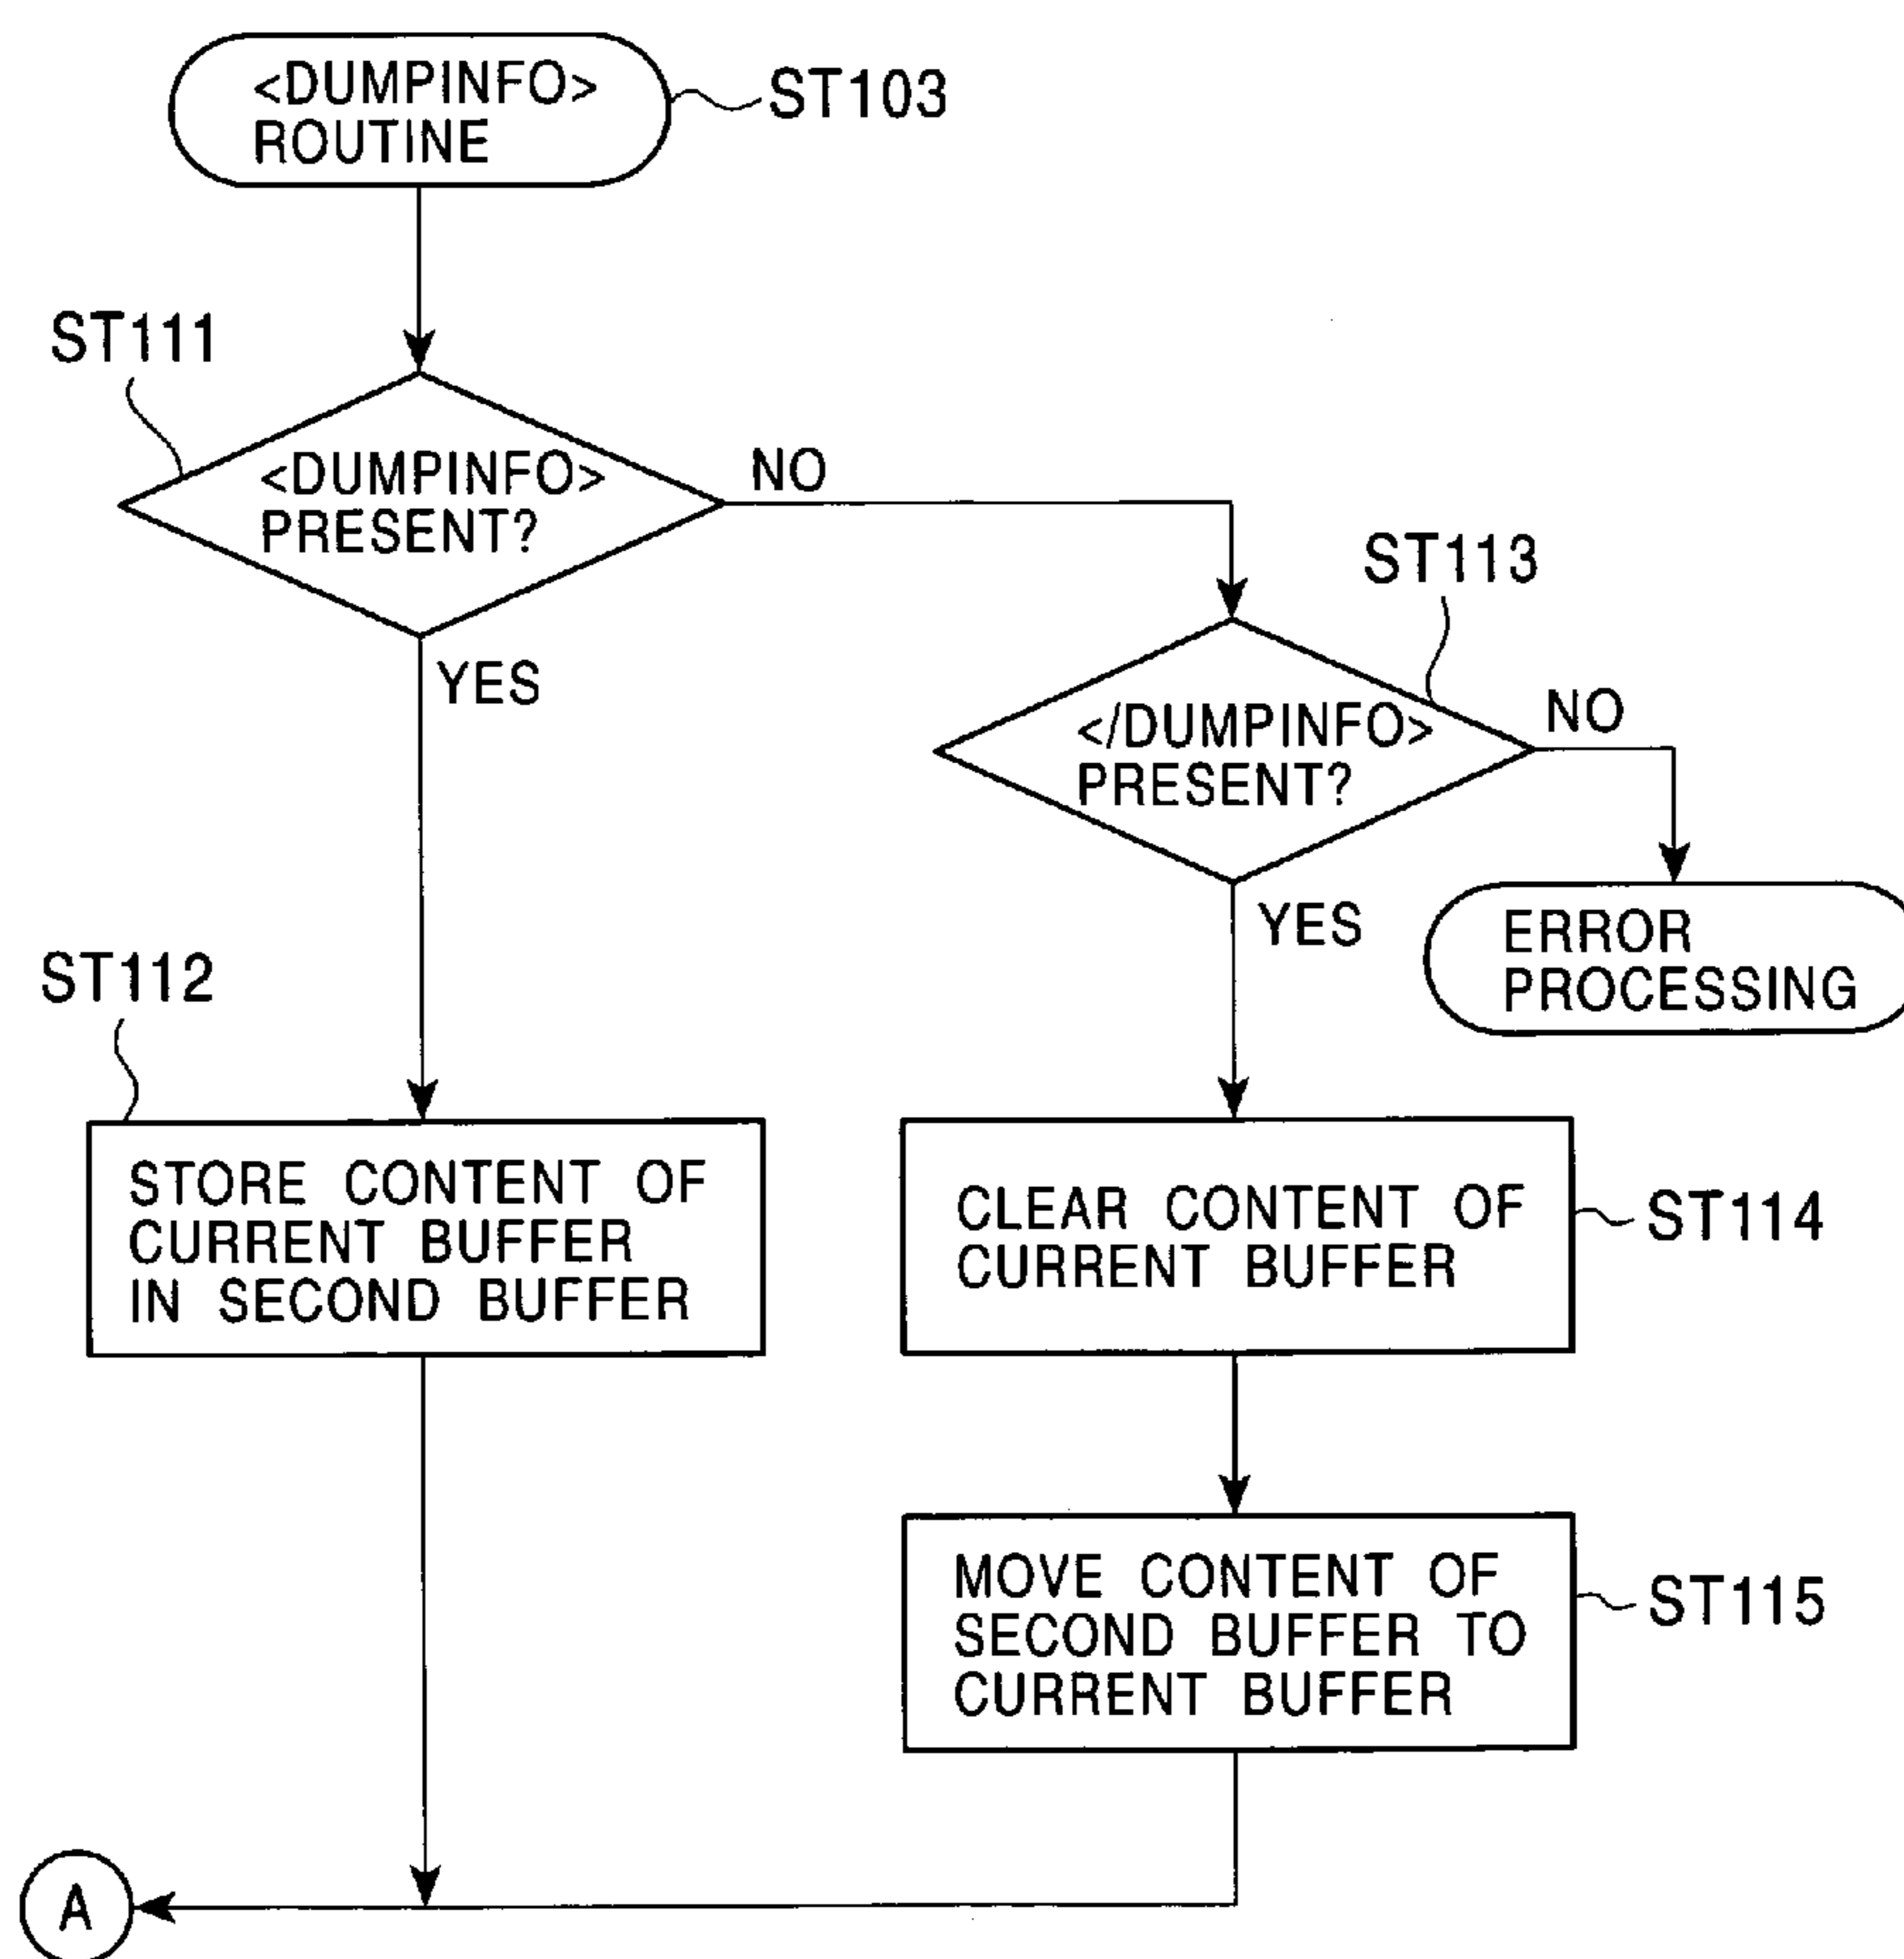 <DUMPINFO>
ROUTINE
ST103
ST111
<DUMPINFO>
PRESENT?
NO
YES
ST113
</DUMPINFO>
PRESENT?
NO
YES
ERROR
PROCESSING
ST112
STORE CONTENT OF
CURRENT BUFFER
IN SECOND BUFFER
CLEAR CONTENT OF
CURRENT BUFFER
ST114
MOVE CONTENT OF
SECOND BUFFER TO
CURRENT BUFFER
ST115
A